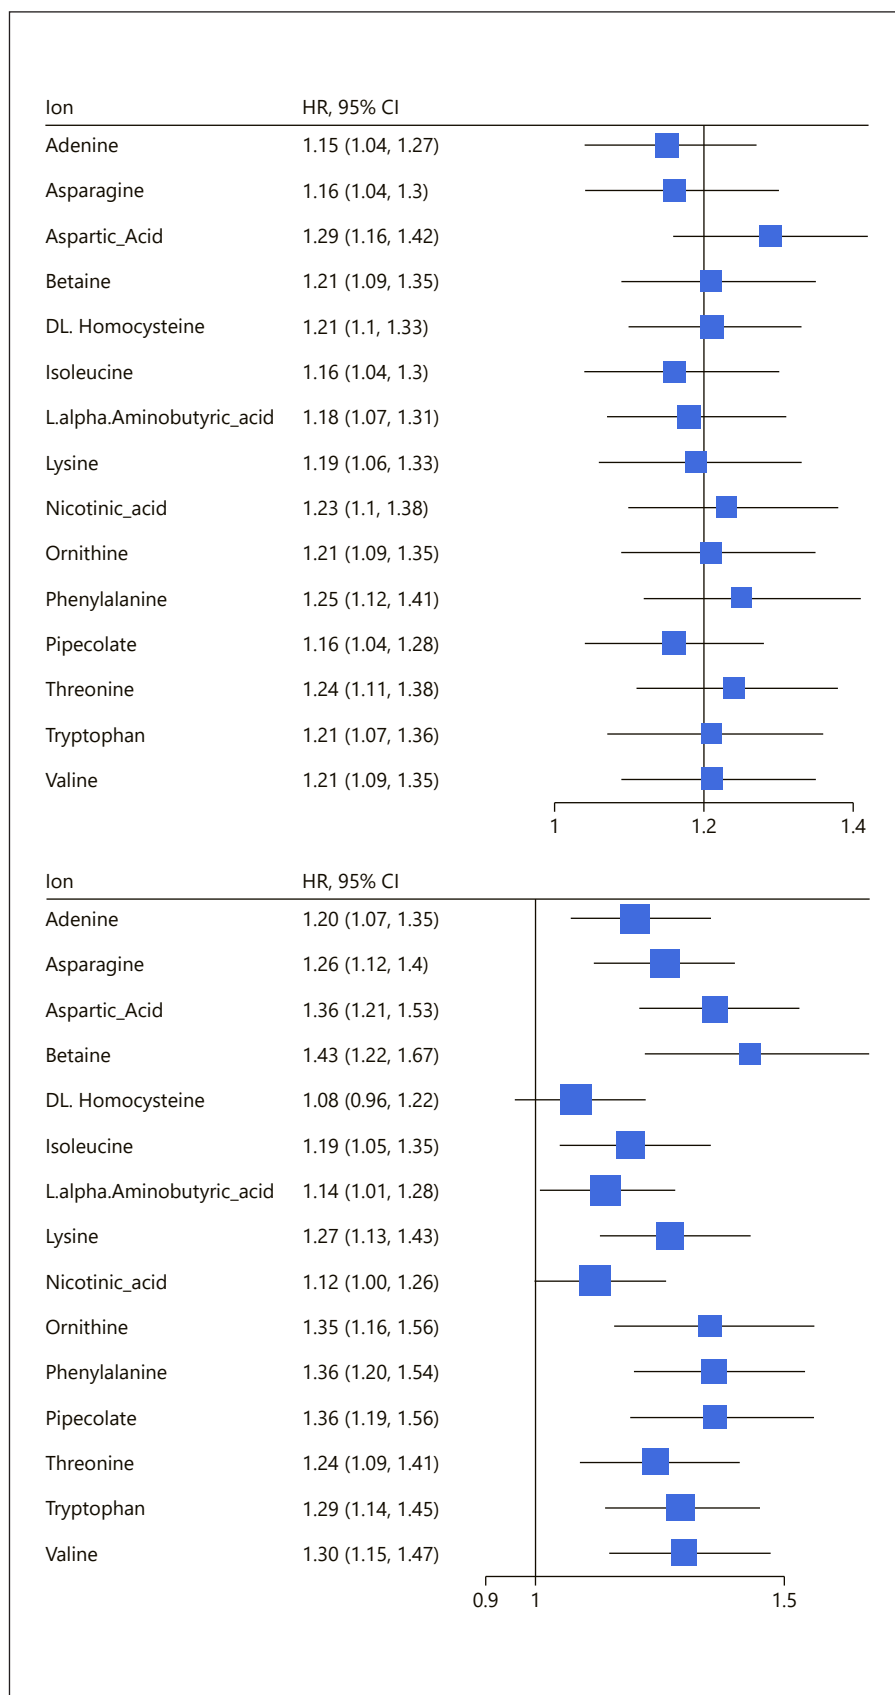 Ion HR, 95% CI
Adenine 1.15 (1.04, 1.27)
Asparagine 1.16 (1.04, 1.3)
Aspartic_Acid 1.29 (1.16, 1.42)
Betaine 1.21 (1.09, 1.35)
DL. Homocysteine 1.21 (1.1, 1.33)
Isoleucine 1.16 (1.04, 1.3)
L.alpha.Aminobutyric_acid 1.18 (1.07, 1.31)
Lysine 1.19 (1.06, 1.33)
Nicotinic_acid 1.23 (1.1, 1.38)
Ornithine 1.21 (1.09, 1.35)
Phenylalanine 1.25 (1.12, 1.41)
Pipecolate 1.16 (1.04, 1.28)
Threonine 1.24 (1.11, 1.38)
Tryptophan 1.21 (1.07, 1.36)
Valine 1.21 (1.09, 1.35)
1 1.2 1.4
Ion HR, 95% CI
Adenine 1.20 (1.07, 1.35)
Asparagine 1.26 (1.12, 1.4)
Aspartic_Acid 1.36 (1.21, 1.53)
Betaine 1.43 (1.22, 1.67)
DL. Homocysteine 1.08 (0.96, 1.22)
Isoleucine 1.19 (1.05, 1.35)
L.alpha.Aminobutyric_acid 1.14 (1.01, 1.28)
Lysine 1.27 (1.13, 1.43)
Nicotinic_acid 1.12 (1.00, 1.26)
Ornithine 1.35 (1.16, 1.56)
Phenylalanine 1.36 (1.20, 1.54)
Pipecolate 1.36 (1.19, 1.56)
Threonine 1.24 (1.09, 1.41)
Tryptophan 1.29 (1.14, 1.45)
Valine 1.30 (1.15, 1.47)
0.9 1 1.5